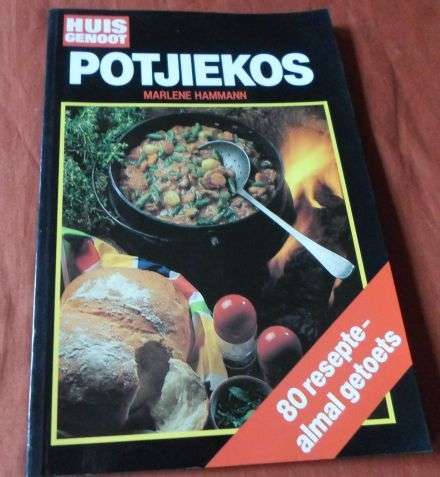 HUIS
GENOOT
POTJIEKOS
MARLENE HAMMANN
80 resepte-
almal getoets